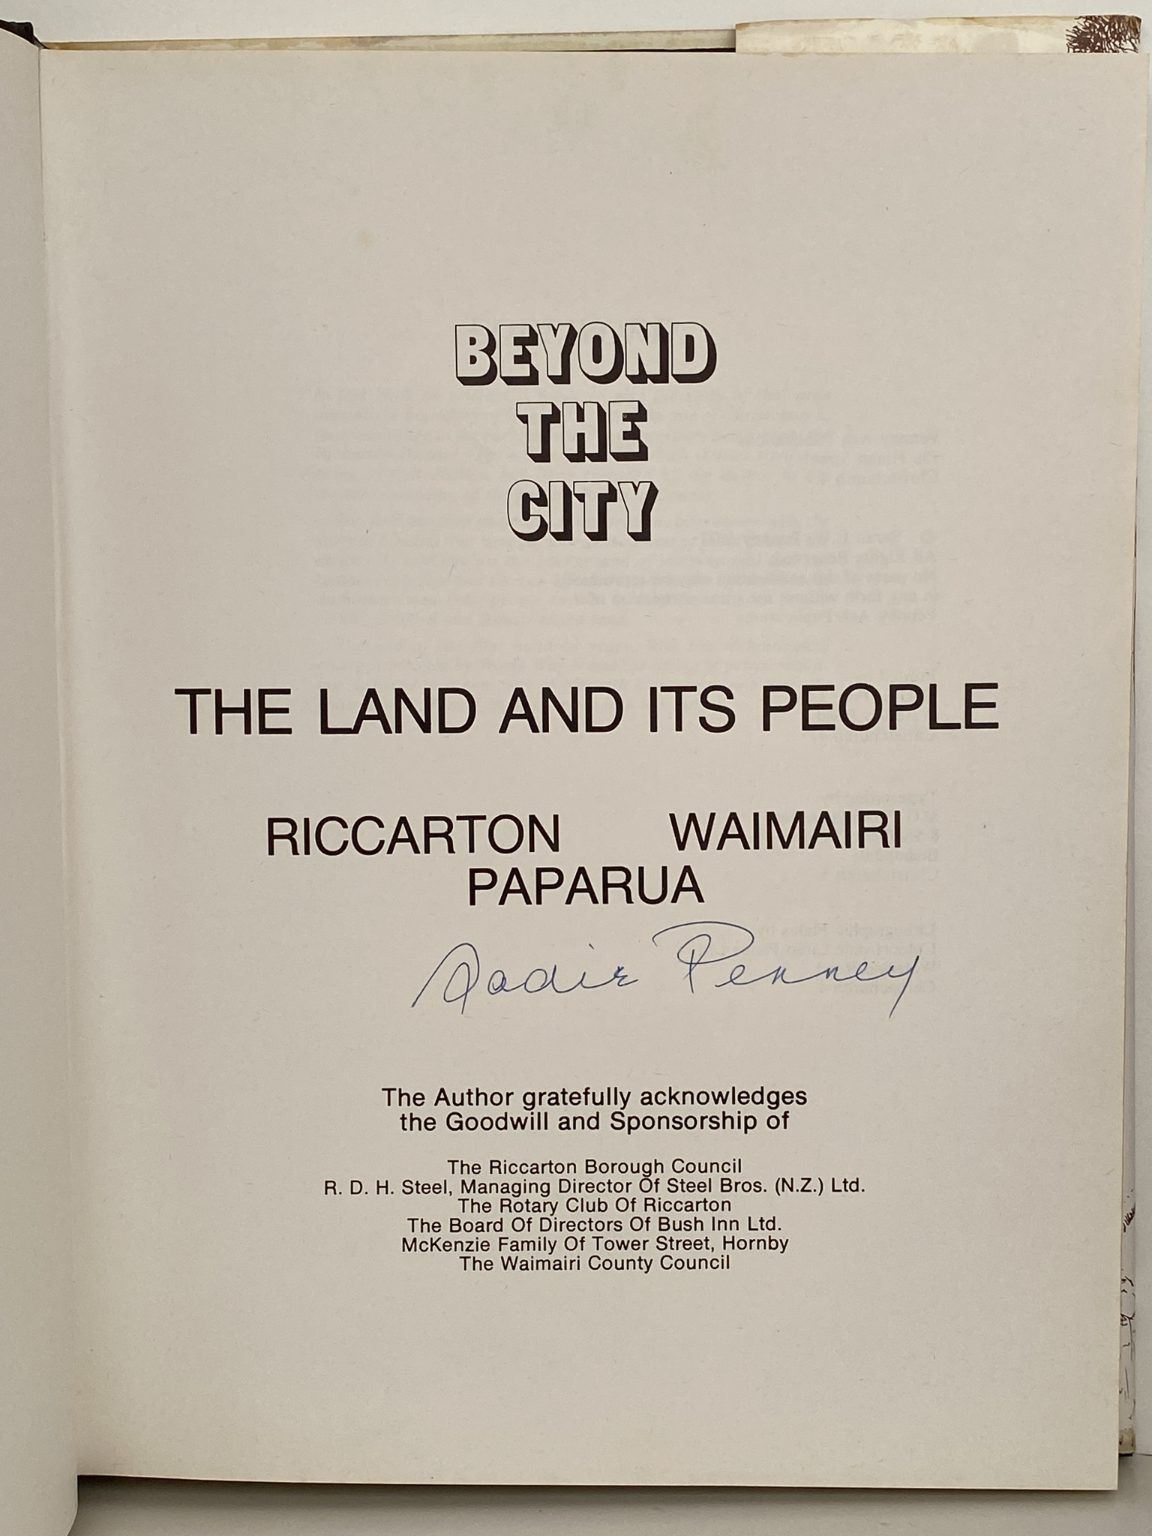 BEYOND
THE
CITY
THE LAND AND ITS PEOPLE
RICCARTON WAIMAIRI
PAPARUA
Sadie Penney
The Author gratefully acknowledges
the Goodwill and Sponsorship of
The Riccarton Borough Council
R. D. H. Steel, Managing Director Of Steel Bros. (N.Z.) Ltd.
The Rotary Club Of Riccarton
The Board Of Directors Of Bush Inn Ltd.
McKenzie Family Of Tower Street, Hornby
The Waimairi County Council